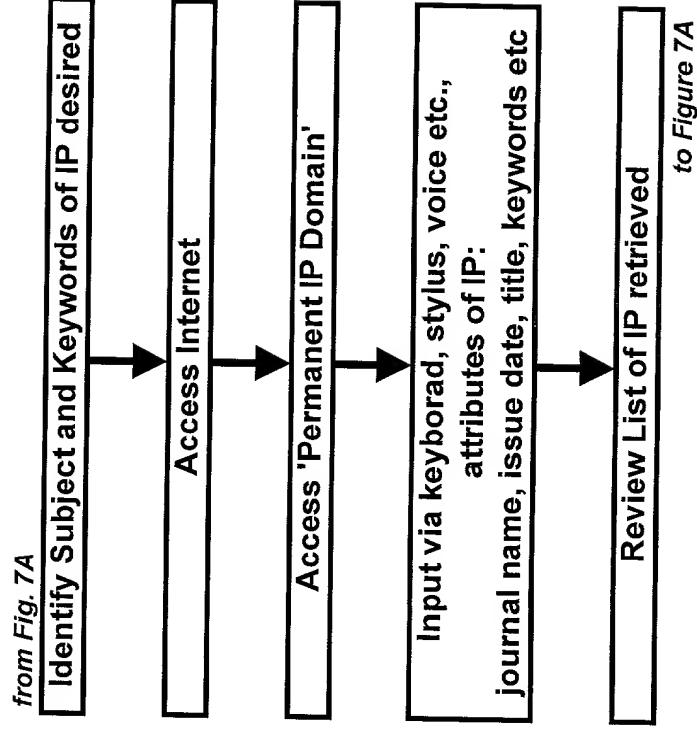 from Fig. 7A
Identify Subject and Keywords of IP desired
Access Internet
Access 'Permanent IP Domain'
Input via keyborad, stylus, voice etc.,
attributes of IP:
journal name, issue date, title, keywords etc
Review List of IP retrieved
to Figure 7A